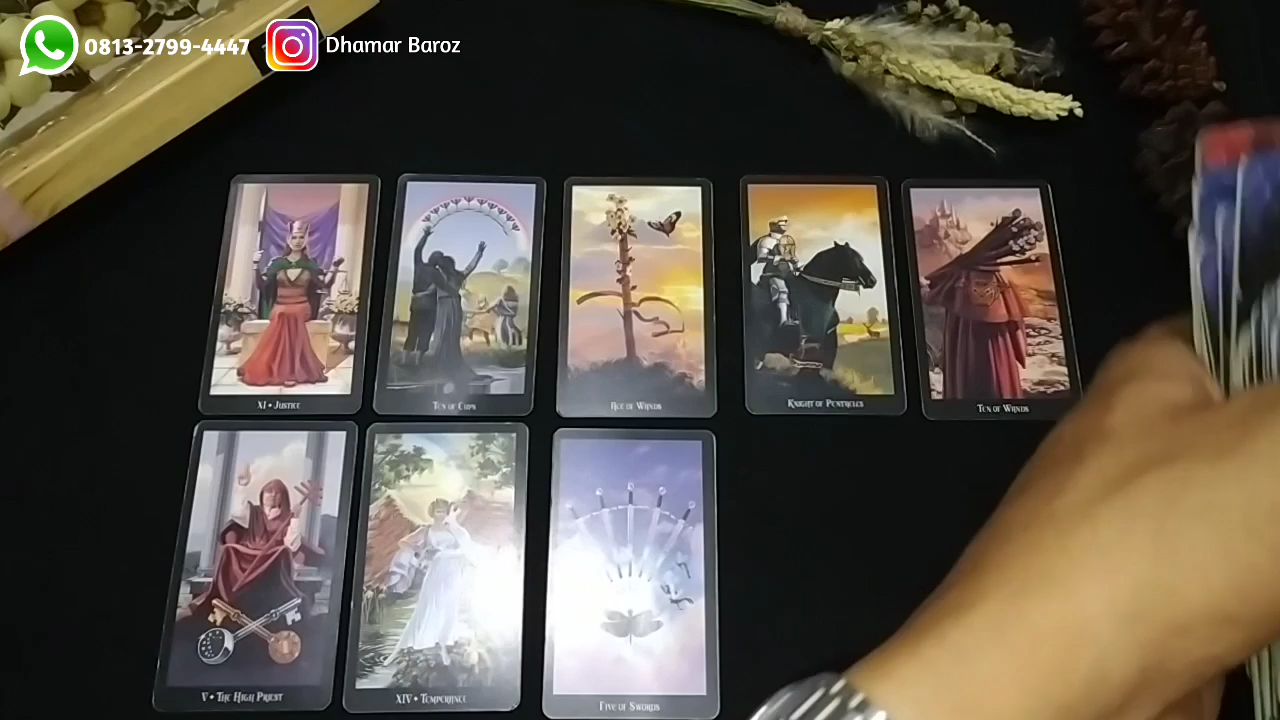 0813-2799-4447
Dhamar Baroz
XI • Justice
Ten of Cups
Ace of Wands
Knight of Pentacles
Ten of Wands
V • The High Priest
XIV • Temperance
Five of Swords